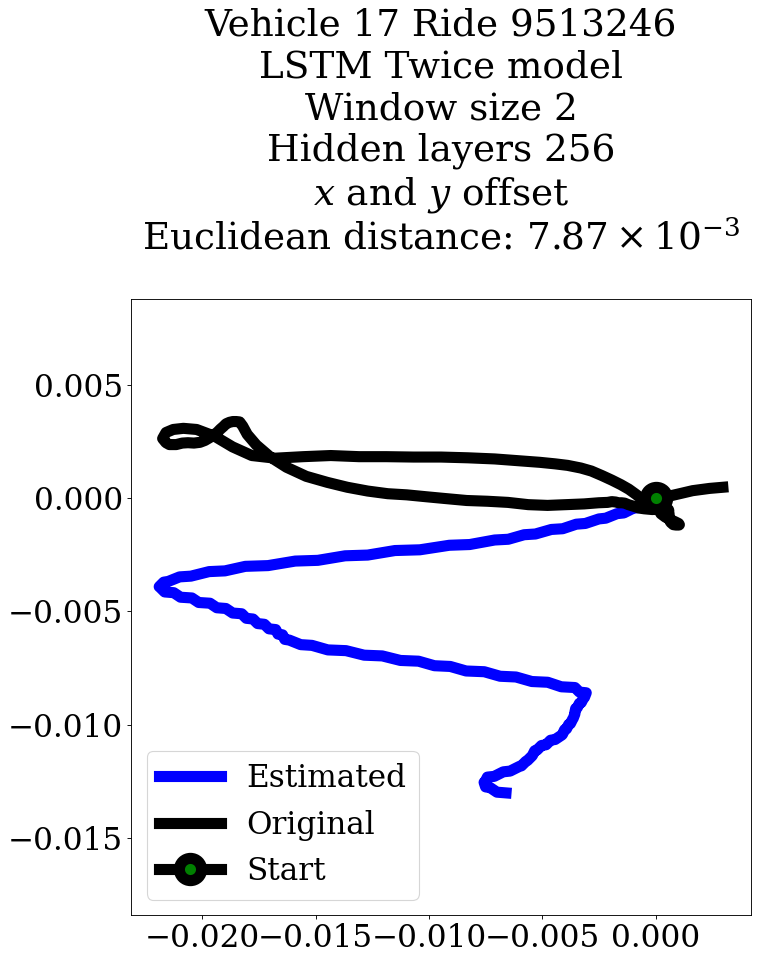 Vehicle 17 Ride 9513246
LSTM Twice model
Window size 2
Hidden layers 256
x and y offset
Euclidean distance: 7.87 × 10⁻³
0.005
0.000
−0.005
−0.010
−0.015
Estimated
Original
Start
−0.020 −0.015 −0.010 −0.005 0.000